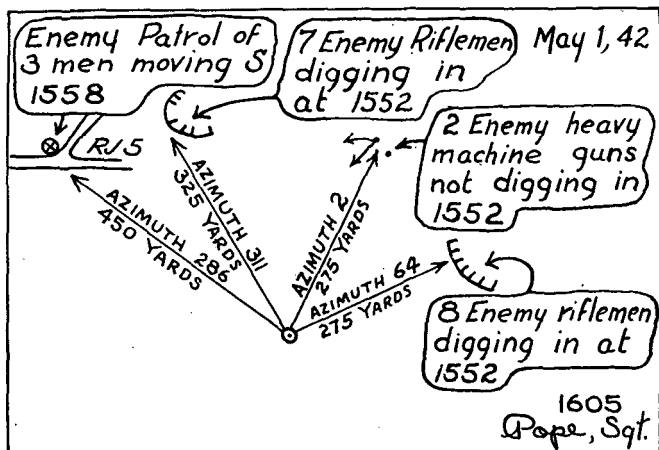 Enemy Patrol of
3 men moving S
1558
7 Enemy Riflemen
digging in
at 1552
May 1, 42
2 Enemy heavy
machine guns
not digging in
1552
RJ 5
AZIMUTH 286
450 YARDS
AZIMUTH 311
325 YARDS
AZIMUTH 2
275 YARDS
AZIMUTH 64
275 YARDS
8 Enemy riflemen
digging in at
1552
1605
Pope, Sgt.